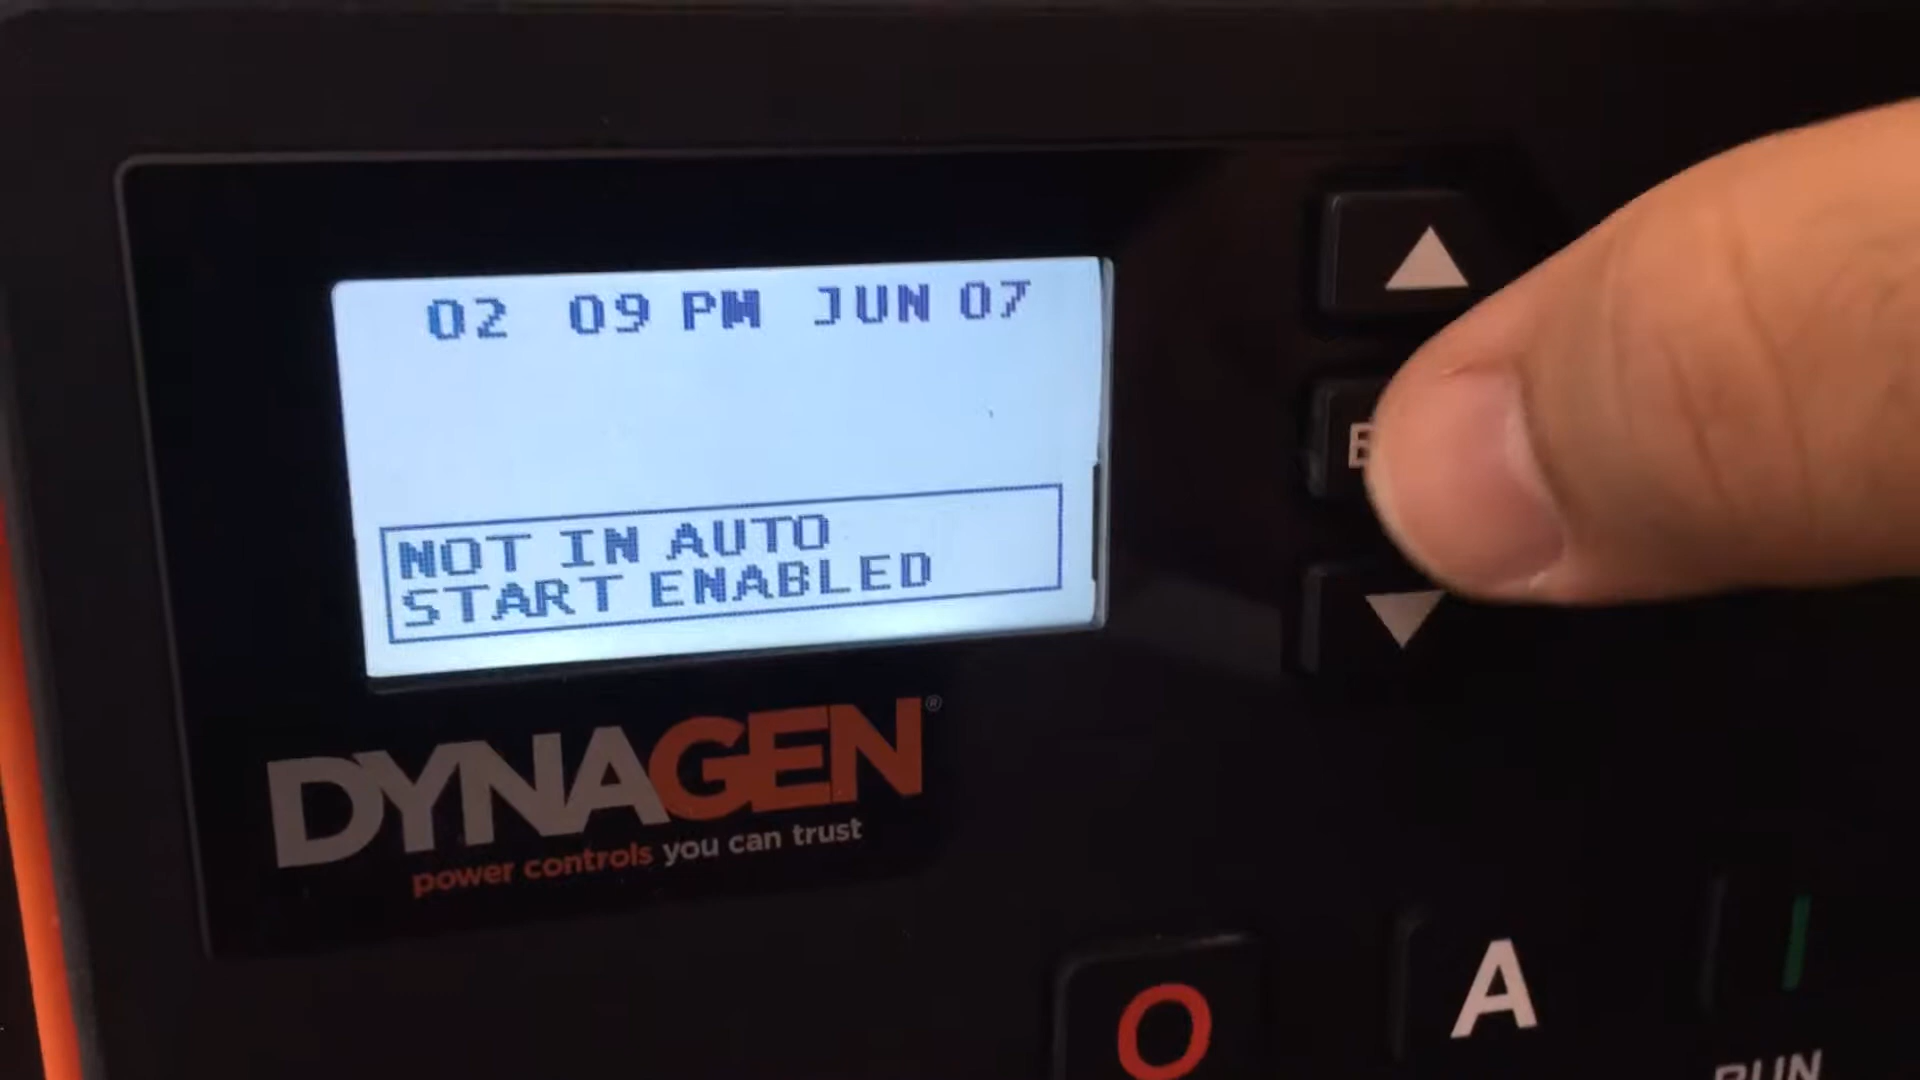 02 09 PM JUN 07
NOT IN AUTO
START ENABLED
DYNAGEN®
power controls you can trust
O
A
RUN